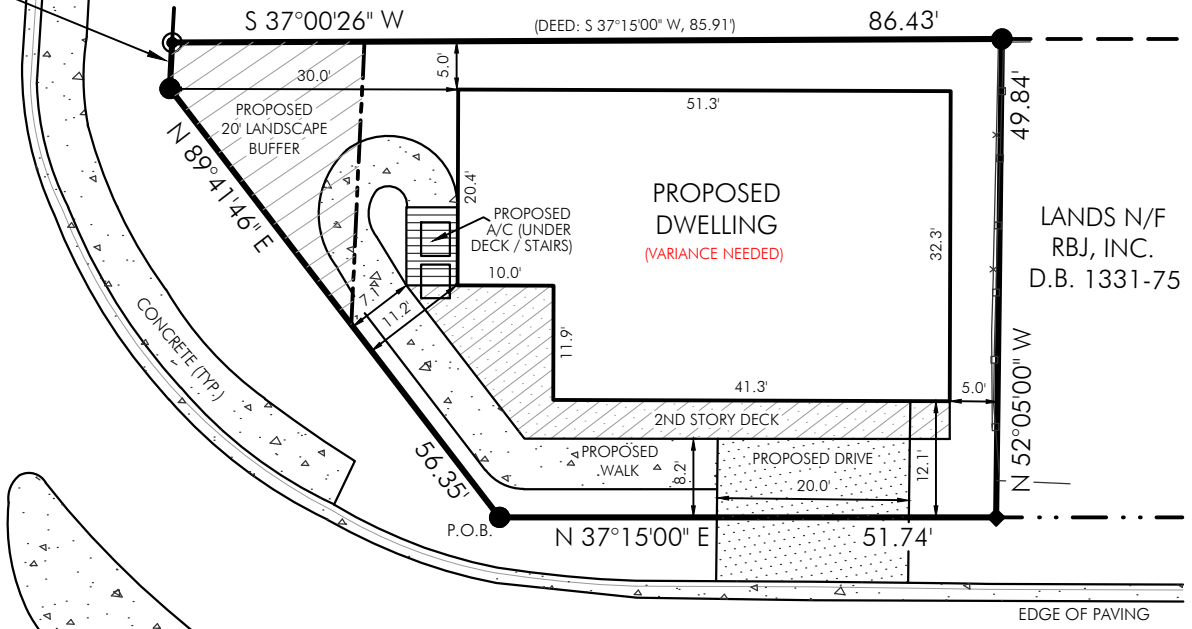 S 37°00'26" W
(DEED: S 37°15'00" W, 85.91')
86.43'
30.0'
5.0'
51.3'
49.84'
PROPOSED
20' LANDSCAPE
BUFFER
N 89°41'46" E
20.4'
PROPOSED
A/C (UNDER
DECK / STAIRS)
PROPOSED
DWELLING
(VARIANCE NEEDED)
32.3'
LANDS N/F
RBJ, INC.
D.B. 1331-75
10.0'
7.1'
11.2'
11.9'
CONCRETE (TYP.)
41.3'
5.0'
N 52°05'00" W
2ND STORY DECK
56.35'
PROPOSED
WALK
8.2'
PROPOSED DRIVE
20.0'
12.1'
P.O.B.
N 37°15'00" E
51.74'
EDGE OF PAVING